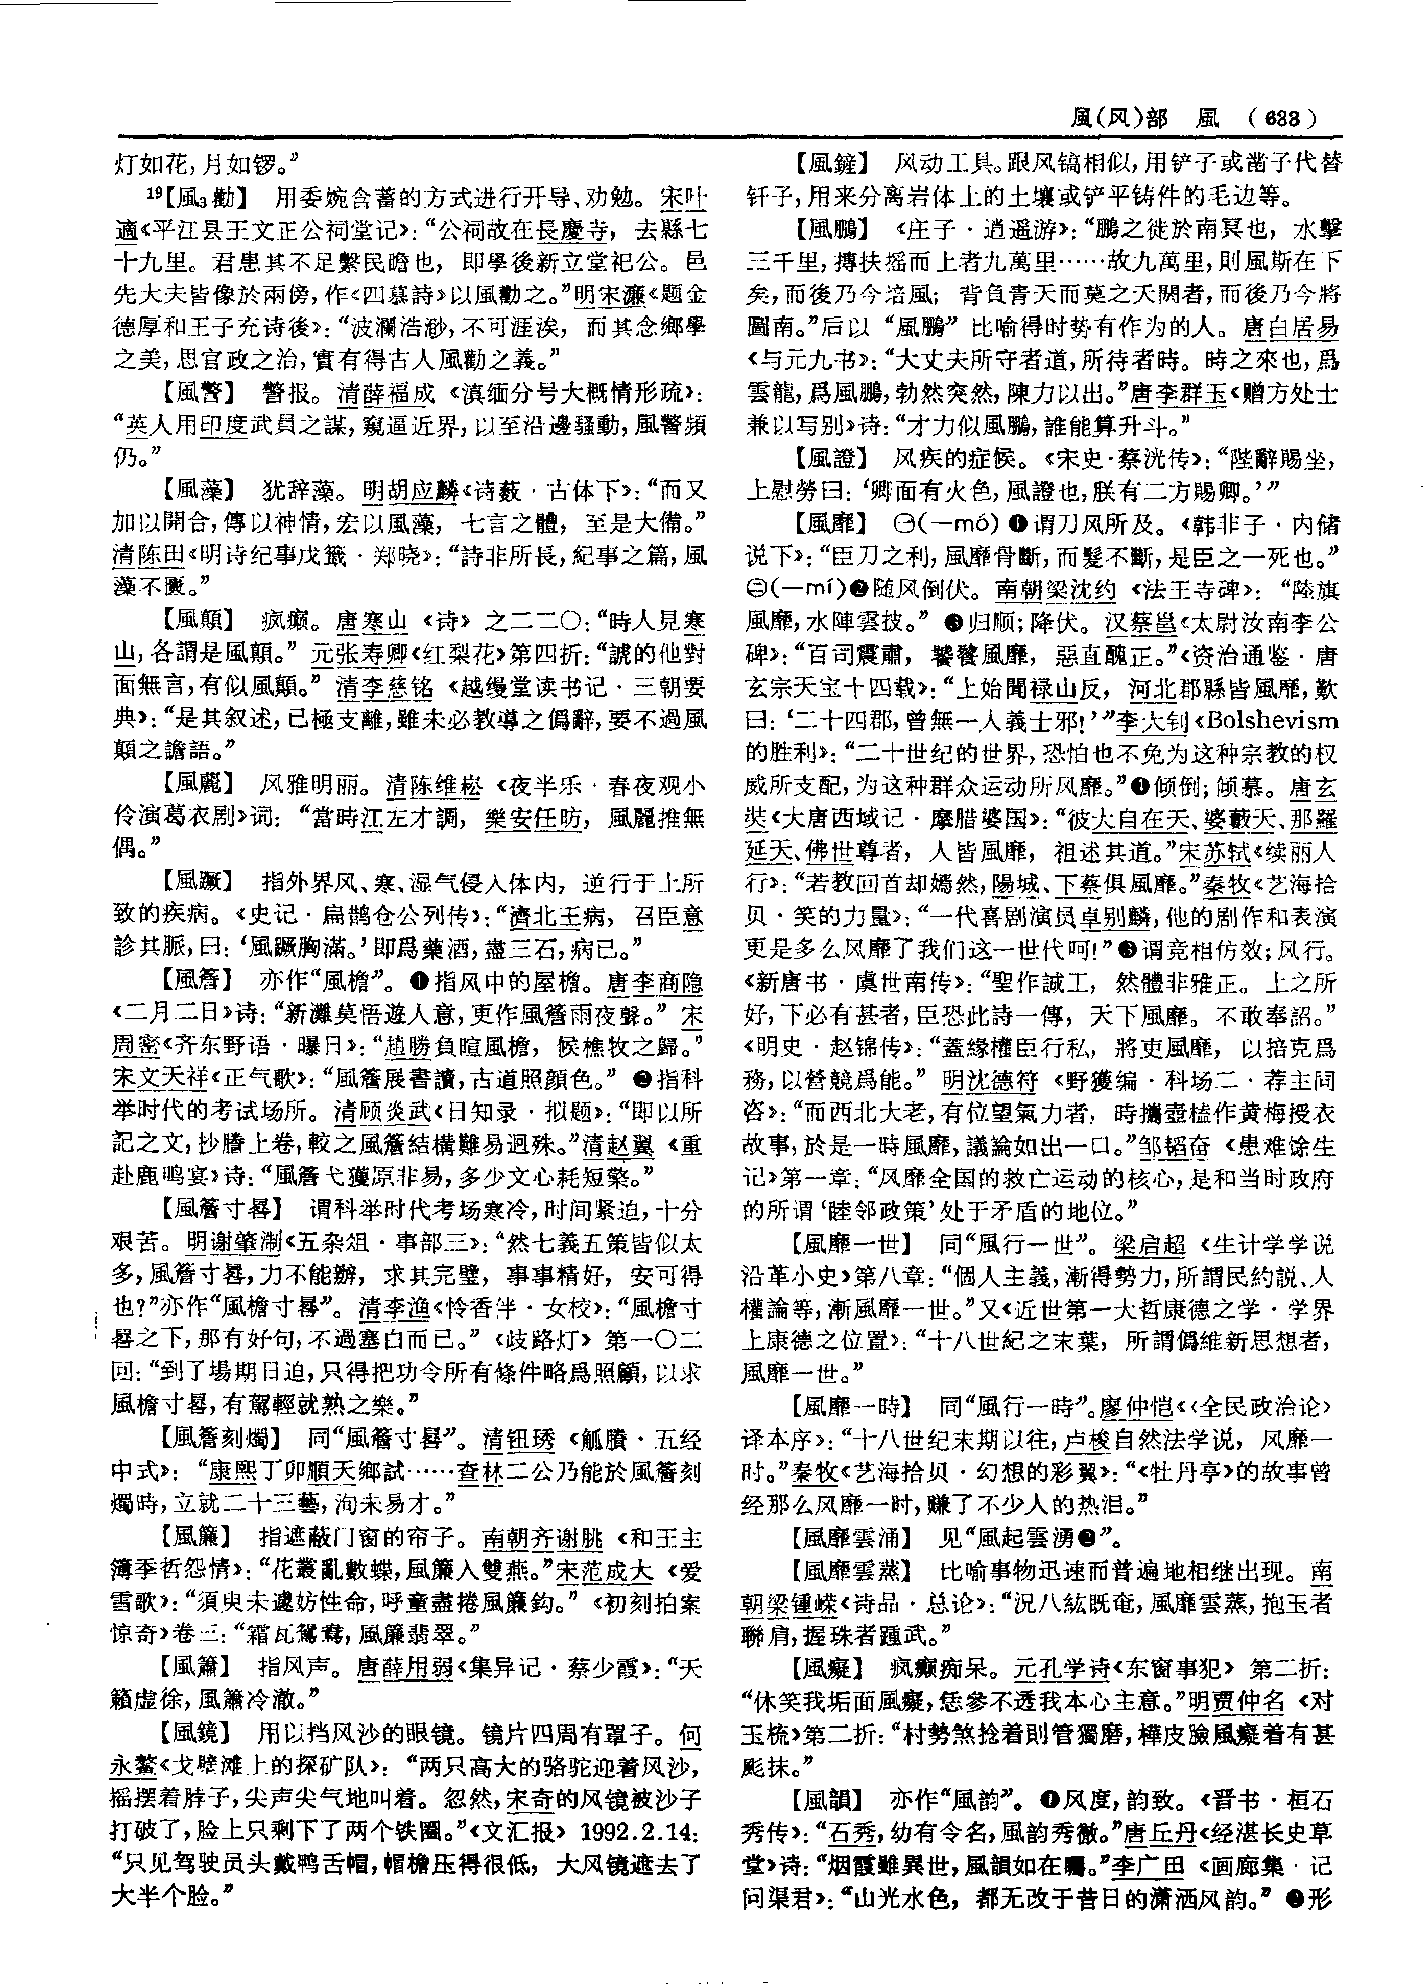 風(风)部　風　(633)
灯如花,月如锣。”
¹⁹【風₃勸】　用委婉含蓄的方式进行开导、劝勉。宋叶
適《平江县王文正公祠堂记》:“公祠故在長慶寺，去縣七
十九里。君患其不足繫民瞻也，即學後新立堂祀公。邑
先大夫皆像於兩傍,作《四慕詩》以風勸之。”明宋濂《题金
德厚和王子充诗後》:“波瀾浩渺,不可涯涘，而其念鄉學
之美,思官政之治,實有得古人風勸之義。”
【風警】　警报。清薛福成《滇缅分号大概情形疏》:
“英人用印度武員之謀,窺逼近界,以至沿邊騷動,風警頻
仍。”
【風藻】　犹辞藻。明胡应麟《诗薮·古体下》:“而又
加以開合,傳以神情,宏以風藻，七言之體，至是大備。”
清陈田《明诗纪事戊籤·郑晓》:“詩非所長,紀事之篇,風
藻不匱。”
【風顛】　疯癫。唐寒山《诗》之二二〇:“時人見寒
山,各謂是風顛。”元张寿卿《红梨花》第四折:“諕的他對
面無言,有似風顛。”清李慈铭《越缦堂读书记·三朝要
典》:“是其叙述,已極支離,雖未必教導之僞辭,要不過風
顛之譫語。”
【風麗】　风雅明丽。清陈维崧《夜半乐·春夜观小
伶演葛衣剧》词:“當時江左才調，樂安任昉，風麗推無
偶。”
【風蹶】　指外界风、寒、湿气侵入体内，逆行于上所
致的疾病。《史记·扁鹊仓公列传》:“濟北王病，召臣意
診其脈,曰:‘風蹶胸滿。’即爲藥酒,盡三石,病已。”
【風簷】　亦作“風檐”。❶指风中的屋檐。唐李商隐
《二月二日》诗:“新灘莫悟遊人意,更作風簷雨夜聲。”宋
周密《齐东野语·曝日》:“趙勝負暄風檐，候樵牧之歸。”
宋文天祥《正气歌》:“風簷展書讀,古道照顔色。”❷指科
举时代的考试场所。清顾炎武《日知录·拟题》:“即以所
記之文,抄謄上卷,較之風簷結構難易迥殊。”清赵翼《重
赴鹿鸣宴》诗:“風簷弋獲原非易,多少文心耗短檠。”
【風簷寸晷】　谓科举时代考场寒冷,时间紧迫,十分
艰苦。明谢肇淛《五杂俎·事部三》:“然七義五策皆似太
多,風簷寸晷,力不能辦，求其完璧，事事精好，安可得
也?”亦作“風檐寸晷”。清李渔《怜香伴·女校》:“風檐寸
晷之下,那有好句,不過塞白而已。”《歧路灯》第一〇二
回:“到了場期日迫,只得把功令所有條件略爲照顧,以求
風檐寸晷,有駕輕就熟之樂。”
【風簷刻燭】　同“風簷寸晷”。清钮琇《觚賸·五经
中式》:“康熙丁卯順天鄉試……查林二公乃能於風簷刻
燭時,立就二十三藝,洵未易才。”
【風簾】　指遮蔽门窗的帘子。南朝齐谢朓《和王主
簿季哲怨情》:“花叢亂數蝶,風簾入雙燕。”宋范成大《爱
雪歌》:“須臾未遽妨性命,呼童盡捲風簾鈎。”《初刻拍案
惊奇》卷三:“霜瓦鴛鴦,風簾翡翠。”
【風簫】　指风声。唐薛用弱《集异记·蔡少霞》:“天
籟虛徐,風簫冷澈。”
【風鏡】　用以挡风沙的眼镜。镜片四周有罩子。何
永鳌《戈壁滩上的探矿队》:“两只高大的骆驼迎着风沙,
摇摆着脖子,尖声尖气地叫着。忽然,宋奇的风镜被沙子
打破了,脸上只剩下了两个铁圈。”《文汇报》1992.2.14:
“只见驾驶员头戴鸭舌帽,帽檐压得很低，大风镜遮去了
大半个脸。”
【風鏟】　风动工具。跟风镐相似,用铲子或凿子代替
钎子,用来分离岩体上的土壤或铲平铸件的毛边等。
【風鵬】　《庄子·逍遥游》:“鵬之徙於南冥也，水擊
三千里,摶扶摇而上者九萬里……故九萬里,則風斯在下
矣,而後乃今培風；背負青天而莫之夭閼者,而後乃今將
圖南。”后以“風鵬”比喻得时势有作为的人。唐白居易
《与元九书》:“大丈夫所守者道,所待者時。時之來也,爲
雲龍,爲風鵬,勃然突然,陳力以出。”唐李群玉《赠方处士
兼以写别》诗:“才力似風鵬,誰能算升斗。”
【風證】　风疾的症候。《宋史·蔡洸传》:“陛辭賜坐,
上慰勞曰:‘卿面有火色,風證也,朕有二方賜卿。’”
【風靡】　㊀(—mó)❶谓刀风所及。《韩非子·内储
说下》:“臣刀之利,風靡骨斷,而髮不斷,是臣之一死也。”
㊁(—mí)❷随风倒伏。南朝梁沈约《法王寺碑》:“陸旗
風靡,水陣雲披。”❸归顺;降伏。汉蔡邕《太尉汝南李公
碑》:“百司震肅，饕餮風靡，惡直醜正。”《资治通鉴·唐
玄宗天宝十四载》:“上始聞禄山反，河北郡縣皆風靡,歎
曰:‘二十四郡,曾無一人義士邪!’”李大钊《Bolshevism
的胜利》:“二十世纪的世界,恐怕也不免为这种宗教的权
威所支配,为这种群众运动所风靡。”❹倾倒;倾慕。唐玄
奘《大唐西域记·摩腊婆国》:“彼大自在天、婆藪天、那羅
延天、佛世尊者，人皆風靡，祖述其道。”宋苏轼《续丽人
行》:“若教回首却嫣然,陽城、下蔡俱風靡。”秦牧《艺海拾
贝·笑的力量》:“一代喜剧演员卓别麟,他的剧作和表演
更是多么风靡了我们这一世代呵!”❺谓竞相仿效;风行。
《新唐书·虞世南传》:“聖作誠工，然體非雅正。上之所
好,下必有甚者,臣恐此詩一傳，天下風靡。不敢奉詔。”
《明史·赵锦传》:“蓋緣權臣行私，將吏風靡，以掊克爲
務,以營競爲能。”明沈德符《野獲编·科场二·荐主同
咨》:“而西北大老,有位望氣力者，時攜壺榼作黄梅授衣
故事,於是一時風靡,議論如出一口。”邹韬奋《患难馀生
记》第一章:“风靡全国的救亡运动的核心,是和当时政府
的所谓‘睦邻政策’处于矛盾的地位。”
【風靡一世】　同“風行一世”。梁启超《生计学学说
沿革小史》第八章:“個人主義,漸得勢力,所謂民約説、人
權論等,漸風靡一世。”又《近世第一大哲康德之学·学界
上康德之位置》:“十八世紀之末葉，所謂僞維新思想者,
風靡一世。”
【風靡一時】　同“風行一時”。廖仲恺《〈全民政治论〉
译本序》:“十八世纪末期以往,卢梭自然法学说，风靡一
时。”秦牧《艺海拾贝·幻想的彩翼》:“《牡丹亭》的故事曾
经那么风靡一时,赚了不少人的热泪。”
【風靡雲涌】　见“風起雲湧❷”。
【風靡雲蒸】　比喻事物迅速而普遍地相继出现。南
朝梁锺嵘《诗品·总论》:“況八紘既奄,風靡雲蒸,抱玉者
聯肩,握珠者踵武。”
【風癡】　疯癫痴呆。元孔学诗《东窗事犯》第二折:
“休笑我垢面風癡,恁參不透我本心主意。”明贾仲名《对
玉梳》第二折:“村勢煞捻着則管獨磨,樺皮臉風癡着有甚
颩抹。”
【風韻】　亦作“風韵”。❶风度,韵致。《晋书·桓石
秀传》:“石秀,幼有令名,風韵秀徹。”唐丘丹《经湛长史草
堂》诗:“烟霞雖異世,風韻如在矚。”李广田《画廊集·记
问渠君》:“山光水色，都无改于昔日的潇洒风韵。”❷形